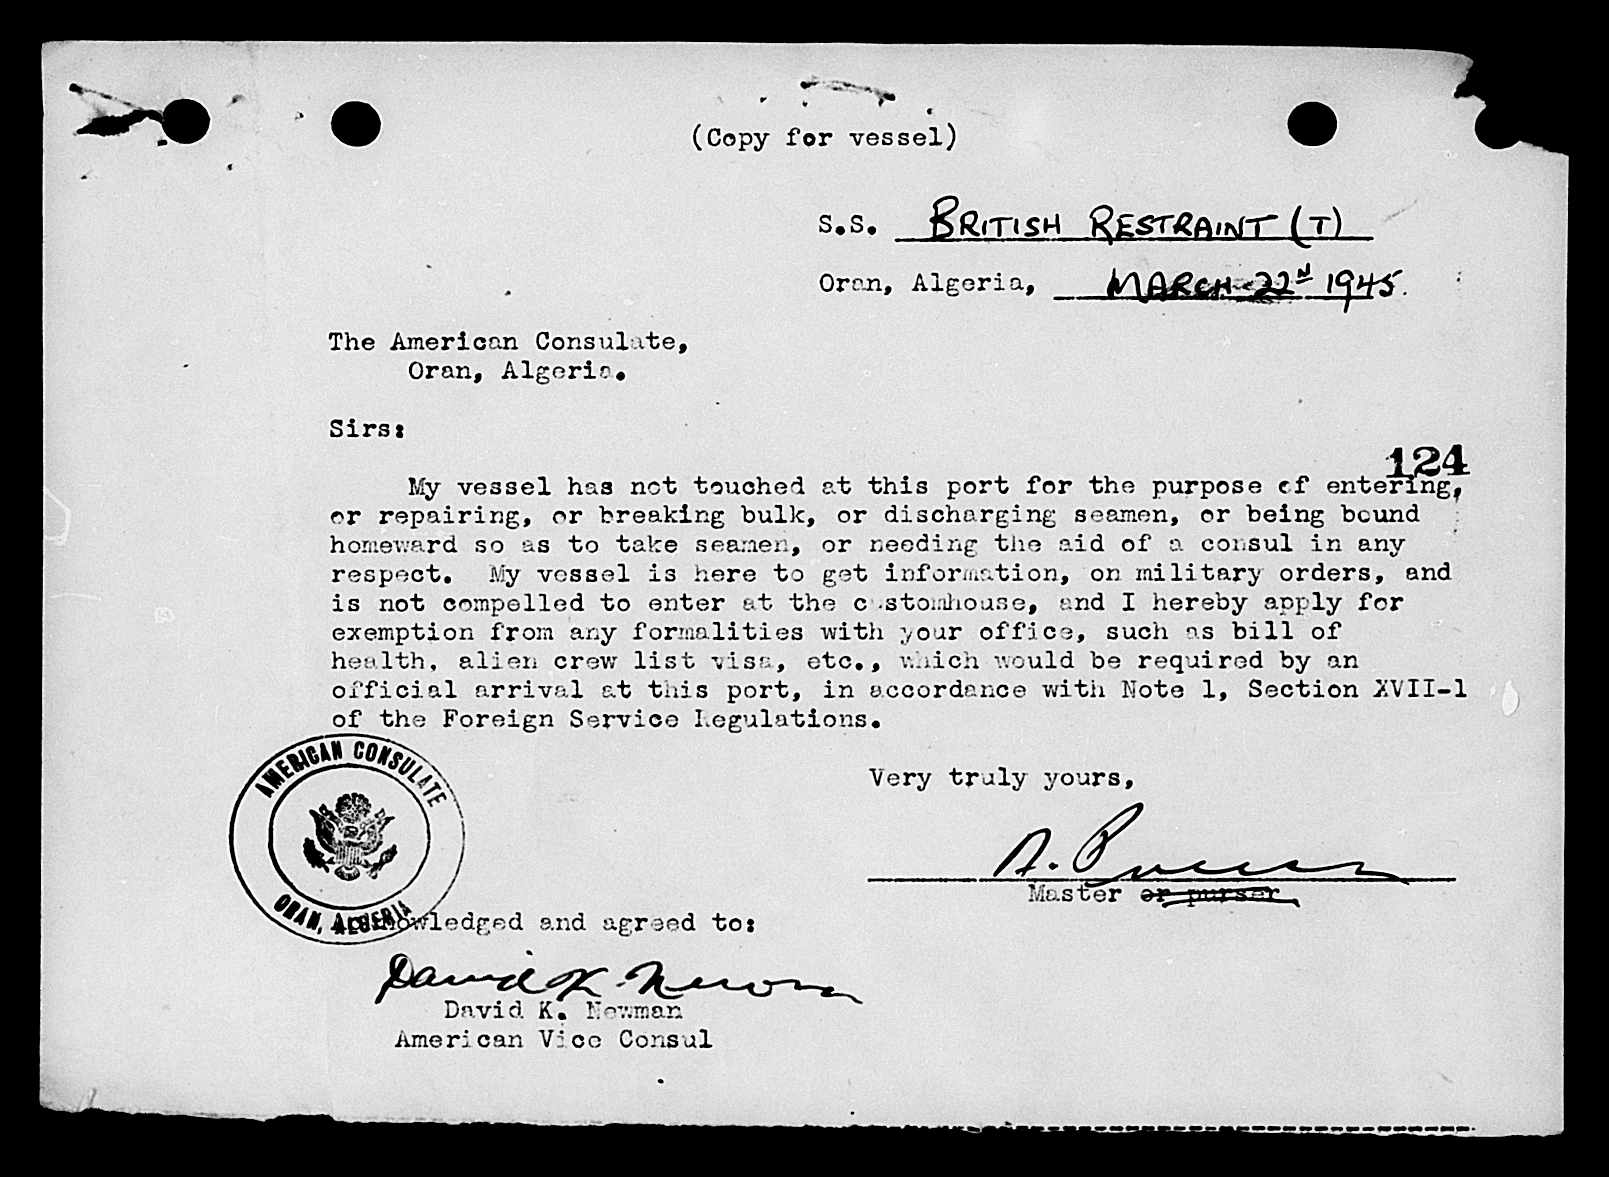 (Copy for vessel)
S.S. BRITISH RESTRAINT (T)
Oran, Algeria, MARCH 22ⁿᵈ 1945.
The American Consulate,
Oran, Algeria.
Sirs:
124
My vessel has not touched at this port for the purpose of entering,
or repairing, or breaking bulk, or discharging seamen, or being bound
homeward so as to take seamen, or needing the aid of a consul in any
respect. My vessel is here to get information, on military orders, and
is not compelled to enter at the customhouse, and I hereby apply for
exemption from any formalities with your office, such as bill of
health, alien crew list visa, etc., which would be required by an
official arrival at this port, in accordance with Note 1, Section XVII-1
of the Foreign Service Regulations.
AMERICAN CONSULATE
ORAN, ALGERIA
Very truly yours,
A.
Master or purser
Acknowledged and agreed to:
David K. Newman
David K. Newman
American Vice Consul